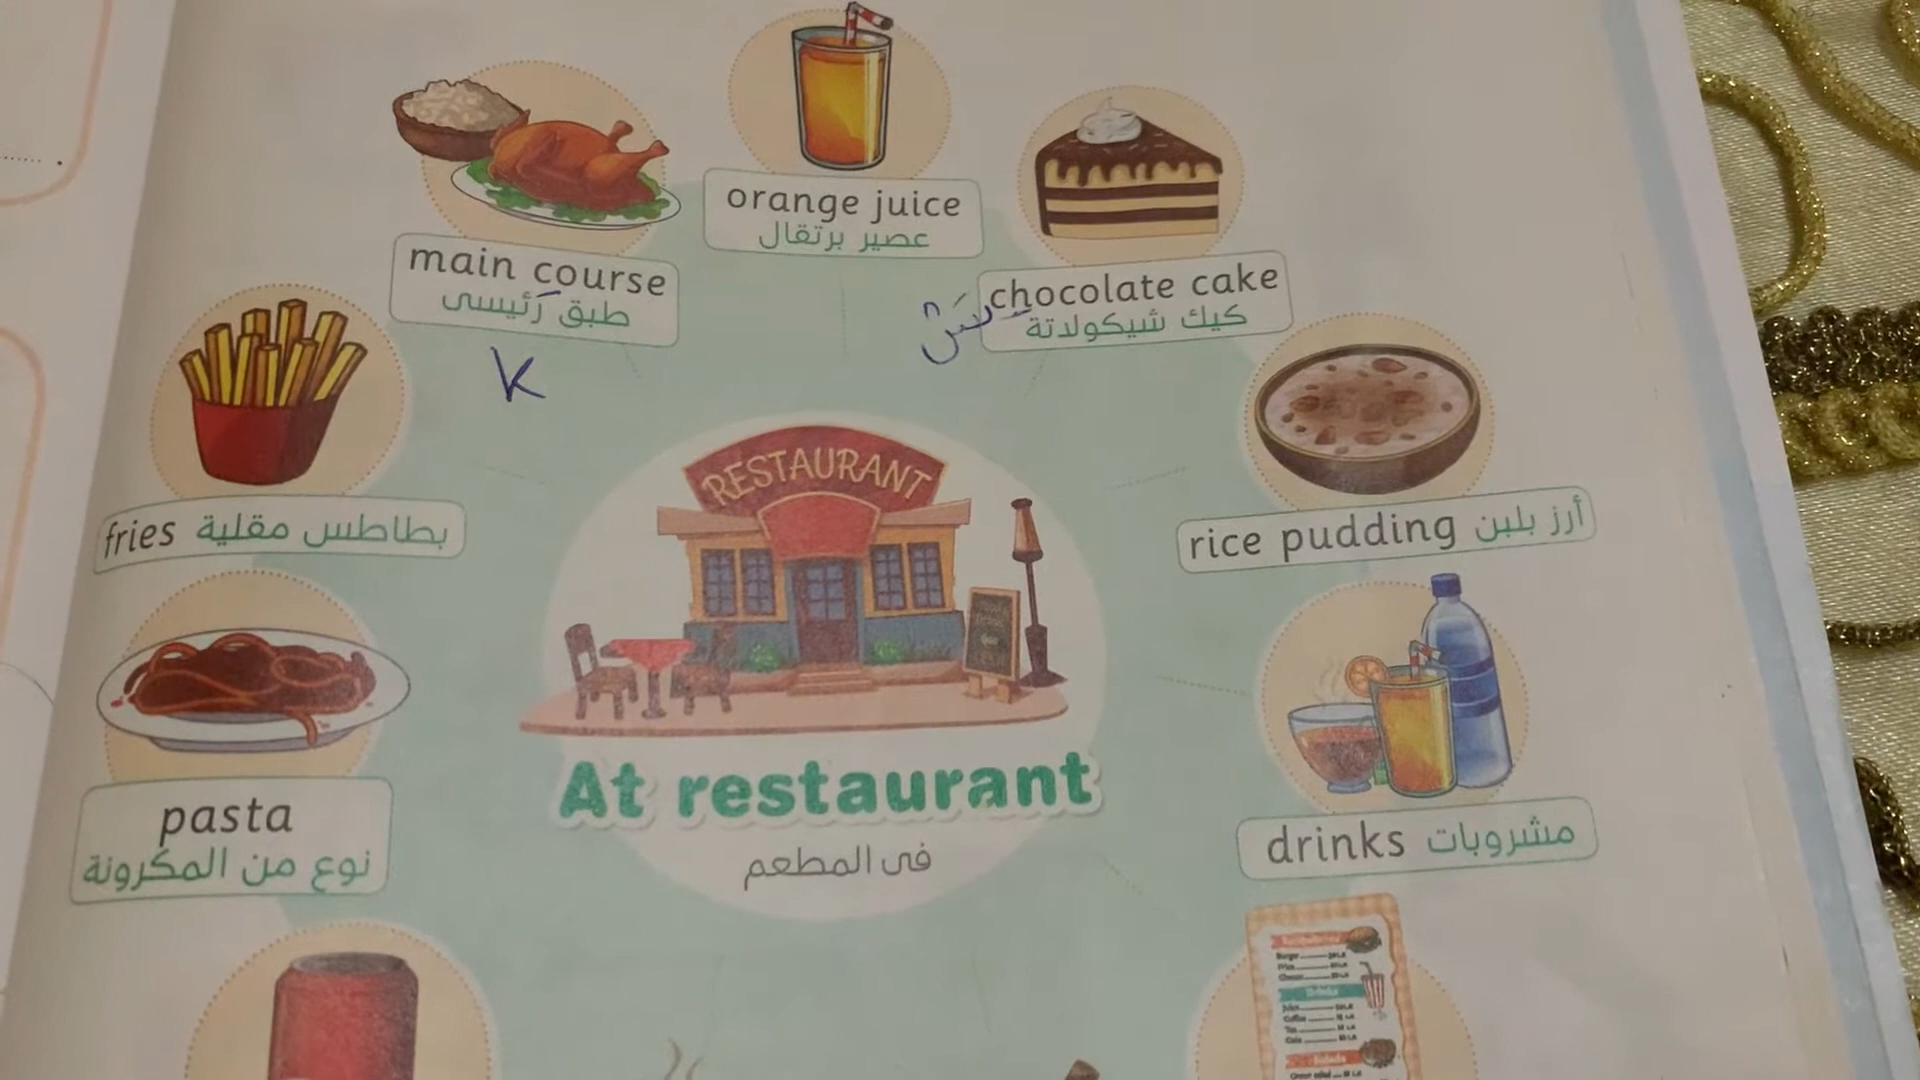 orange juice
عصير برتقال
main course
طبق رئيسى
chocolate cake
كيك شيكولاتة
K
RESTAURANT
fries بطاطس مقلية
rice pudding أرز بلبن
At restaurant
فى المطعم
pasta
نوع من المكرونة
drinks مشروبات